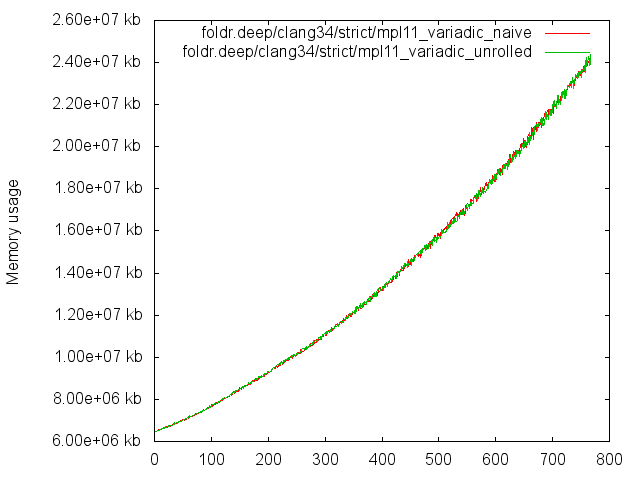 2.60e+07 kb
foldr.deep/clang34/strict/mpl11_variadic_naive
foldr.deep/clang34/strict/mpl11_variadic_unrolled
2.40e+07 kb
2.20e+07 kb
2.00e+07 kb
1.80e+07 kb
1.60e+07 kb
1.40e+07 kb
1.20e+07 kb
1.00e+07 kb
8.00e+06 kb
6.00e+06 kb
Memory usage
0 100 200 300 400 500 600 700 800